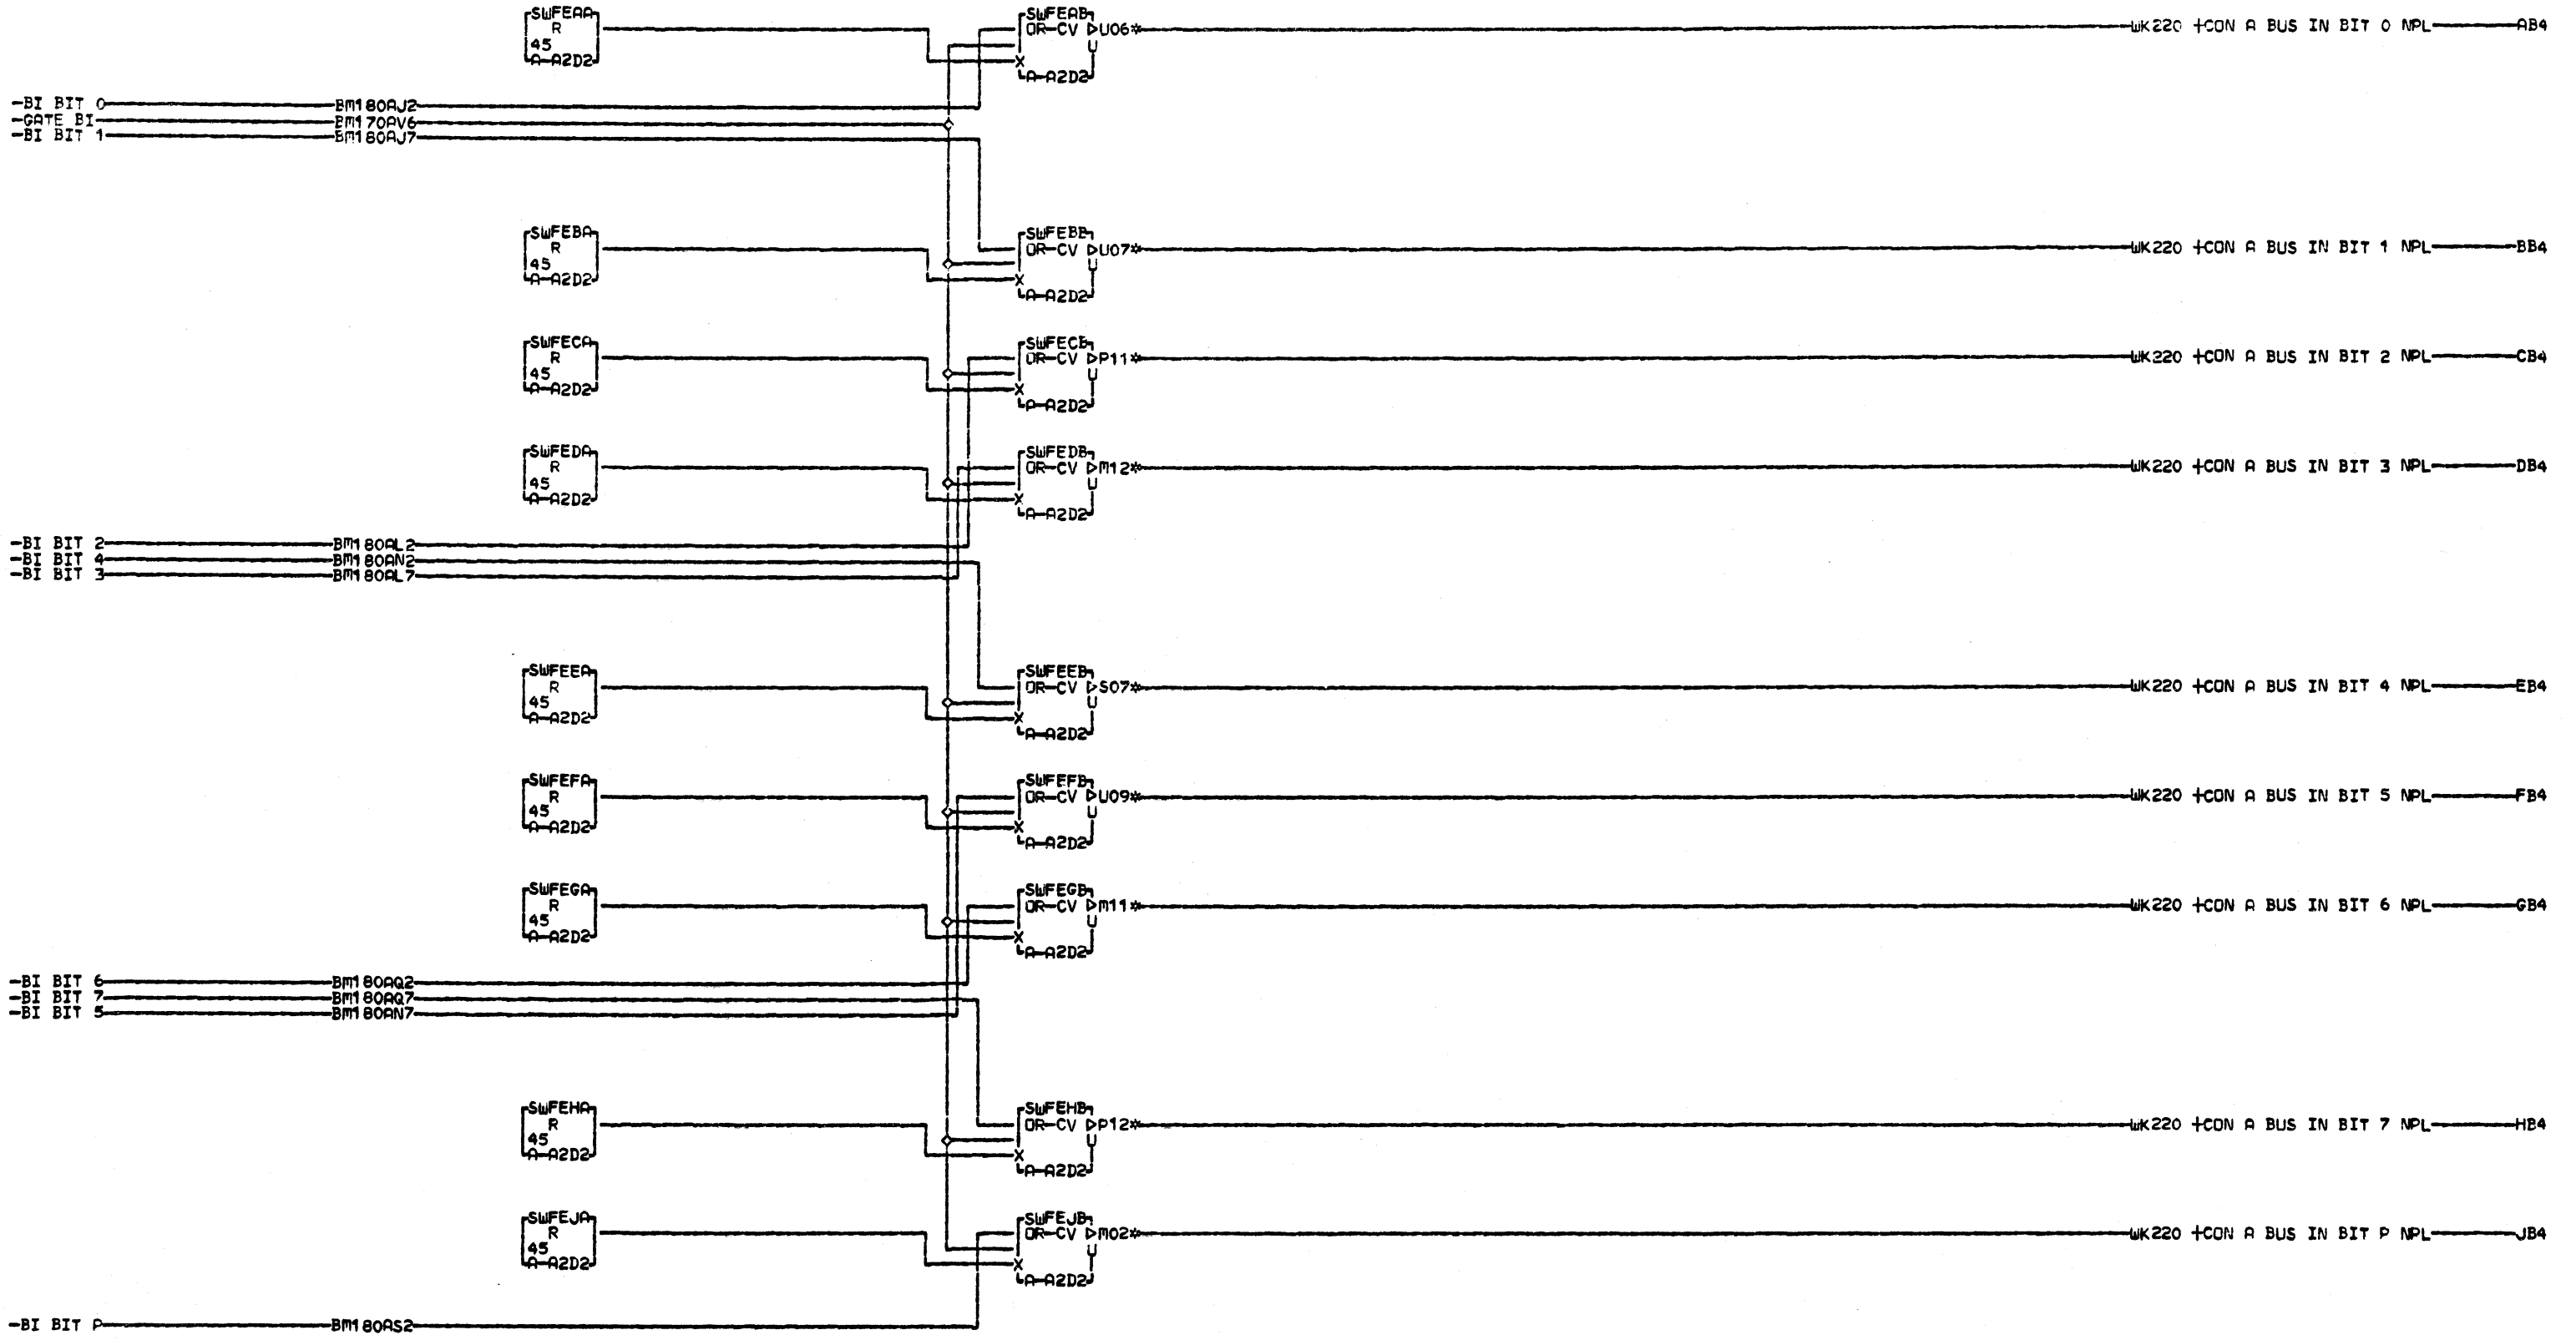 SWFEAA SWFEAB
R OR-CV U06* WK220 +CON A BUS IN BIT 0 NPL AB4
45 U
A-A2D2 A-A2D2
-BI BIT 0 BM180AJ2
-GATE BI BM170AV6
-BI BIT 1 BM180AJ7
SWFEBA SWFEBB
R OR-CV U07* WK220 +CON A BUS IN BIT 1 NPL BB4
45 U
X
A-A2D2 A-A2D2
SWFECA SWFECB
R OR-CV P11* WK220 +CON A BUS IN BIT 2 NPL CB4
45 U
X
A-A2D2 A-A2D2
SWFEDA SWFEDB
R OR-CV M12* WK220 +CON A BUS IN BIT 3 NPL DB4
45 U
X
A-A2D2 A-A2D2
-BI BIT 2 BM180AL2
-BI BIT 4 BM180AN2
-BI BIT 3 BM180AL7
SWFEEA SWFEEB
R OR-CV S07* WK220 +CON A BUS IN BIT 4 NPL EB4
45 U
X
A-A2D2 A-A2D2
SWFEFA SWFEFB
R OR-CV U09* WK220 +CON A BUS IN BIT 5 NPL FB4
45 U
X
A-A2D2 A-A2D2
SWFEGA SWFEGB
R OR-CV M11* WK220 +CON A BUS IN BIT 6 NPL GB4
45 U
X
A-A2D2 A-A2D2
-BI BIT 6 BM180AQ2
-BI BIT 7 BM180AQ7
-BI BIT 5 BM180AN7
SWFEHA SWFEHB
R OR-CV P12* WK220 +CON A BUS IN BIT 7 NPL HB4
45 U
X
A-A2D2 A-A2D2
SWFEJA SWFEJB
R OR-CV M02* WK220 +CON A BUS IN BIT P NPL JB4
45 U
X
A-A2D2 A-A2D2
-BI BIT P BM180AS2